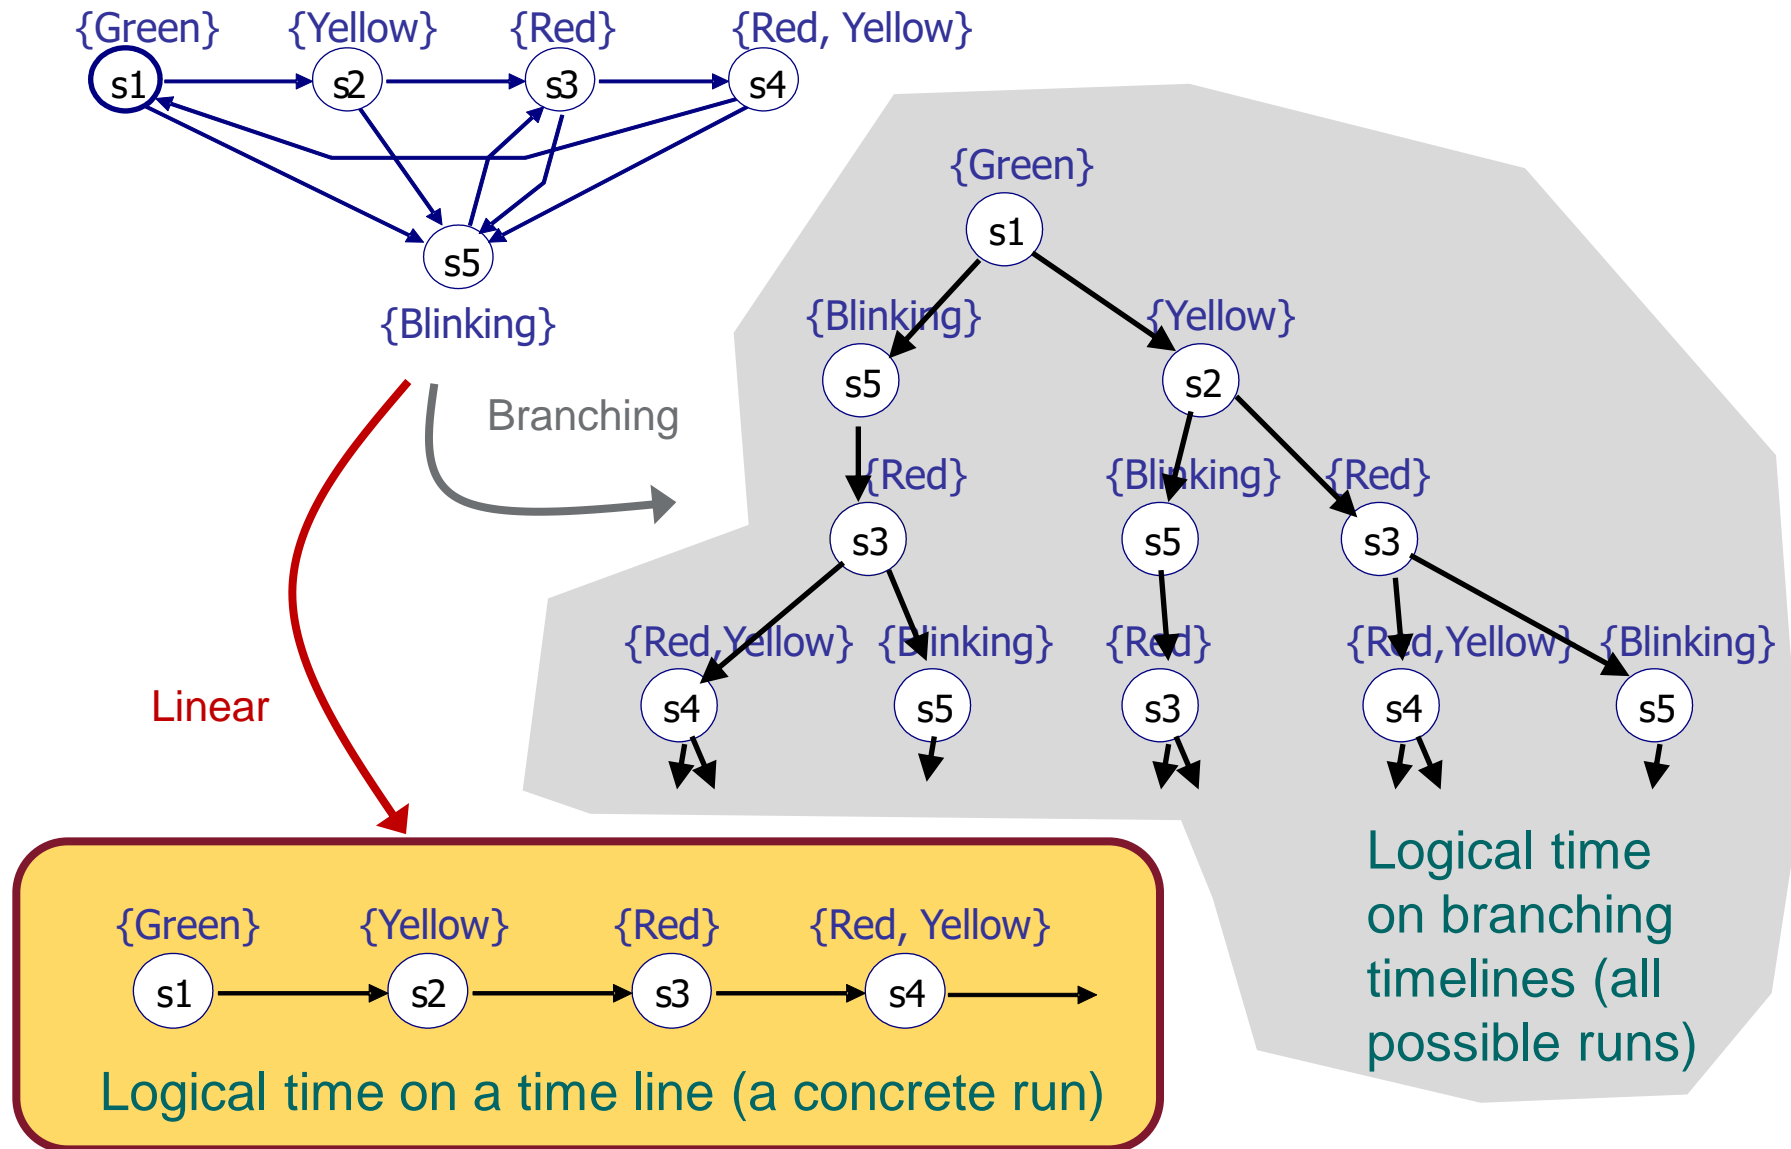 {Green} {Yellow} {Red} {Red, Yellow}
s1 s2 s3 s4
s5
{Blinking}
Branching
Linear
{Green}
s1
{Blinking} {Yellow}
s5 s2
{Red} {Blinking} {Red}
s3 s5 s3
{Red,Yellow} {Blinking} {Red} {Red,Yellow} {Blinking}
s4 s5 s3 s4 s5
Logical time
on branching
timelines (all
possible runs)
{Green} {Yellow} {Red} {Red, Yellow}
s1 s2 s3 s4
Logical time on a time line (a concrete run)